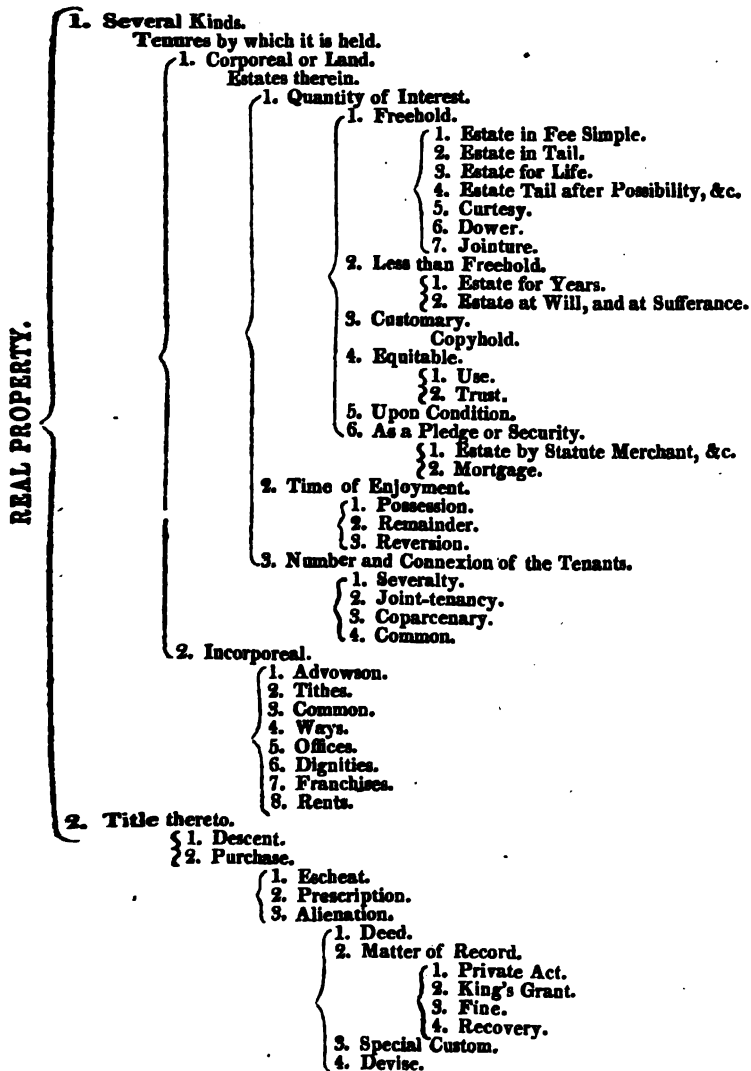 REAL PROPERTY.
1. Several Kinds.
Tenures by which it is held.
1. Corporeal or Land.
Estates therein.
1. Quantity of Interest.
1. Freehold.
1. Estate in Fee Simple.
2. Estate in Tail.
3. Estate for Life.
4. Estate Tail after Possibility, &c.
5. Curtesy.
6. Dower.
7. Jointure.
2. Less than Freehold.
1. Estate for Years.
2. Estate at Will, and at Sufferance.
3. Customary.
Copyhold.
4. Equitable.
1. Use.
2. Trust.
5. Upon Condition.
6. As a Pledge or Security.
1. Estate by Statute Merchant, &c.
2. Mortgage.
2. Time of Enjoyment.
1. Possession.
2. Remainder.
3. Reversion.
3. Number and Connexion of the Tenants.
1. Severalty.
2. Joint-tenancy.
3. Coparcenary.
4. Common.
2. Incorporeal.
1. Advowson.
2. Tithes.
3. Common.
4. Ways.
5. Offices.
6. Dignities.
7. Franchises.
8. Rents.
2. Title thereto.
1. Descent.
2. Purchase.
1. Escheat.
2. Prescription.
3. Alienation.
1. Deed.
2. Matter of Record.
1. Private Act.
2. King's Grant.
3. Fine.
4. Recovery.
3. Special Custom.
4. Devise.